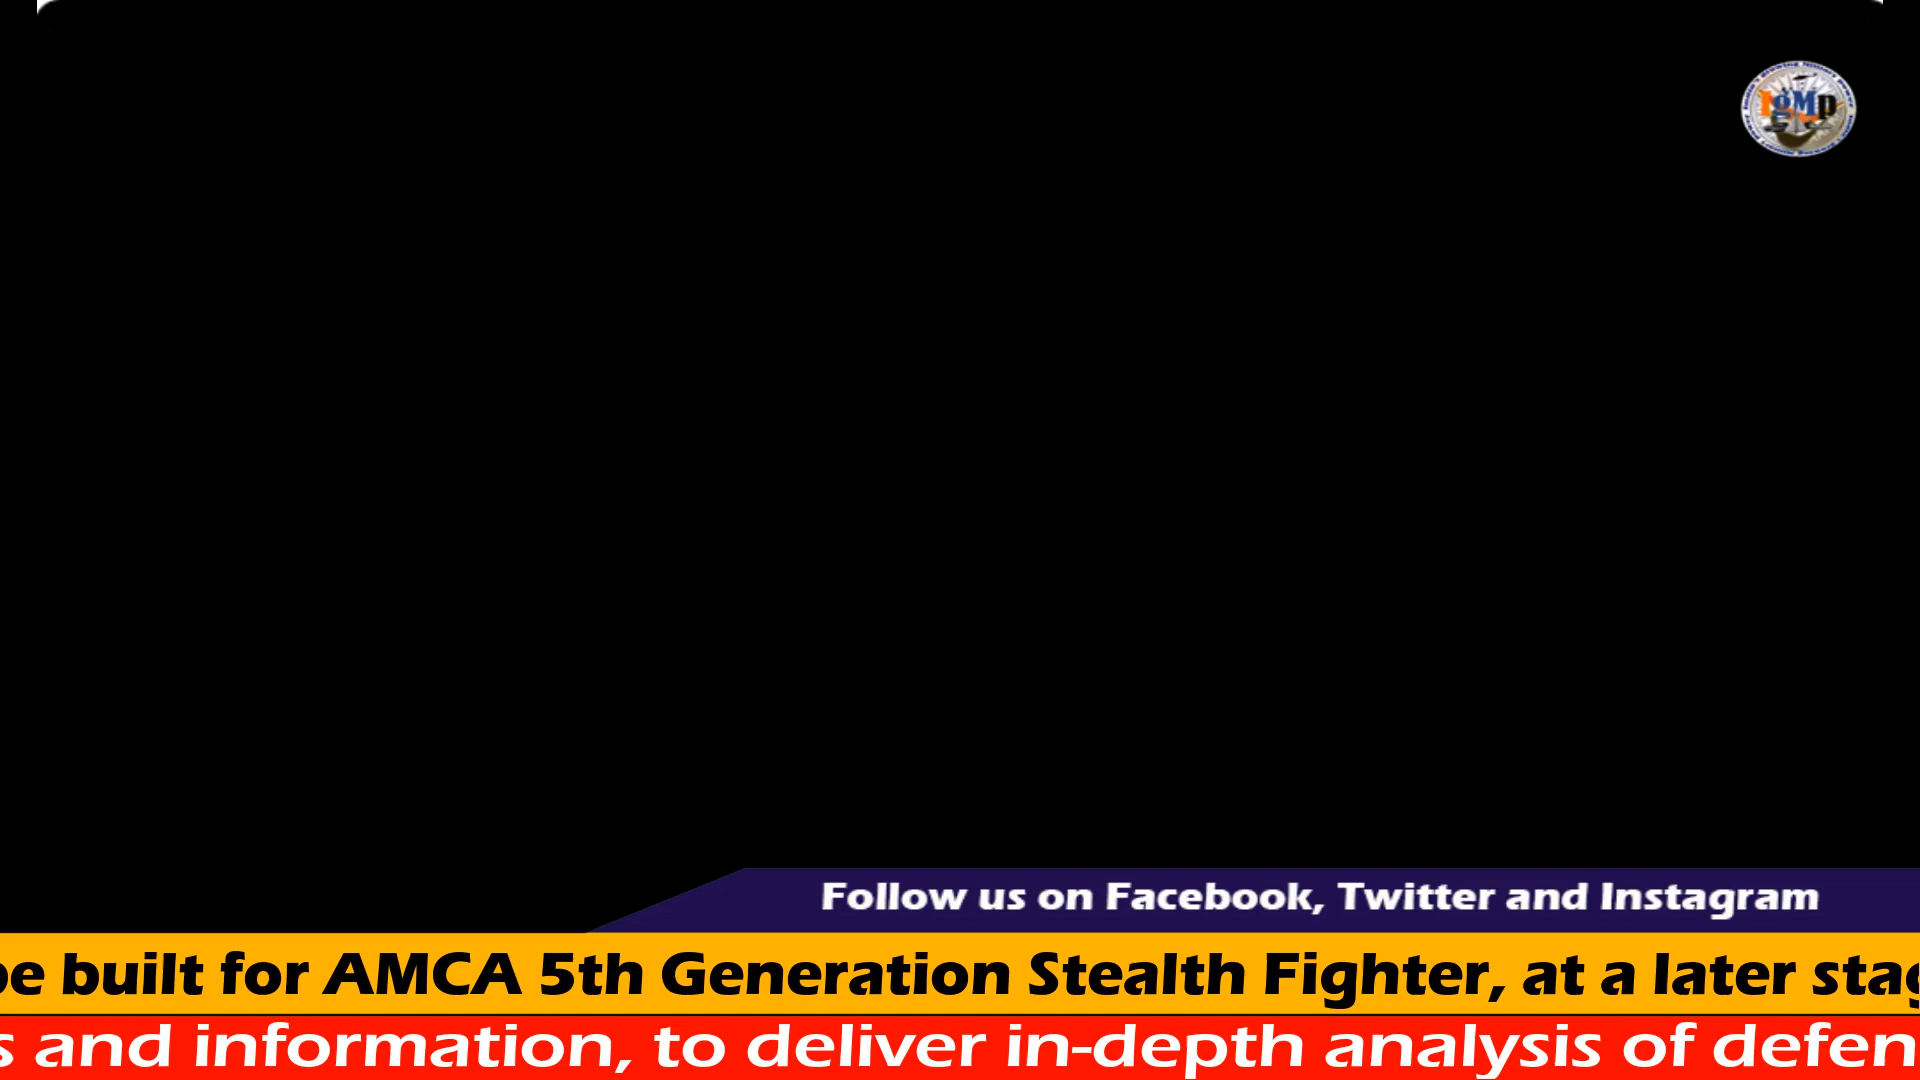 IgMp
Follow us on Facebook, Twitter and Instagram
be built for AMCA 5th Generation Stealth Fighter, at a later stag
s and information, to deliver in-depth analysis of defen